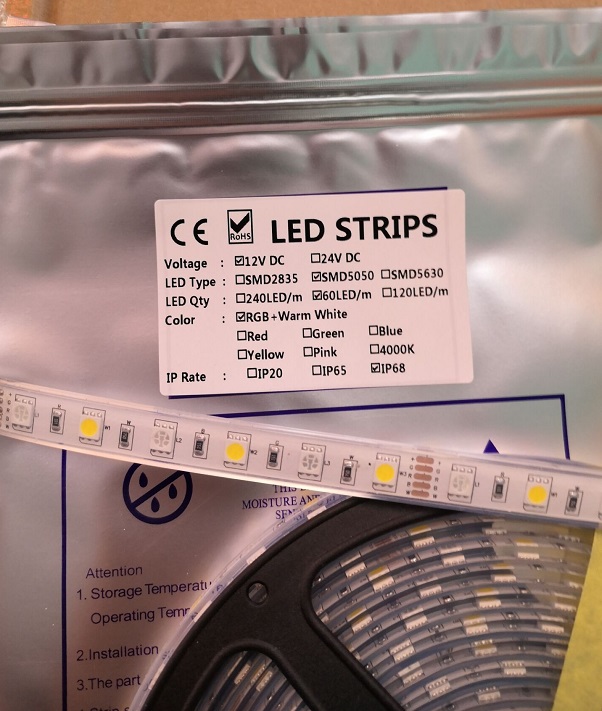 CE RoHS LED STRIPS
Voltage : ☑12V DC ☐24V DC
LED Type : ☐SMD2835 ☑SMD5050 ☐SMD5630
LED Qty : ☐240LED/m ☑60LED/m ☐120LED/m
Color : ☑RGB+Warm White
☐Red ☐Green ☐Blue
☐Yellow ☐Pink ☐4000K
IP Rate : ☐IP20 ☐IP65 ☑IP68
MOISTURE AND
Attention
1. Storage
Operating
2.Installation
3.The part